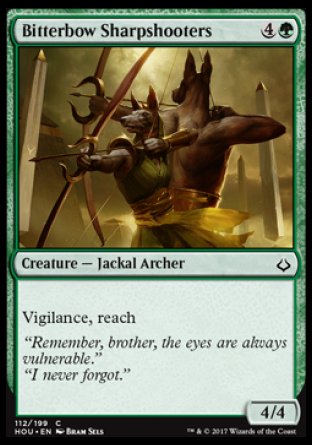 Bitterbow Sharpshooters 4
Creature — Jackal Archer
Vigilance, reach
“Remember, brother, the eyes are always
vulnerable.”
“I never forgot.”
4/4
112/199 C
HOU • EN Bram Sels
™ & © 2017 Wizards of the Coast